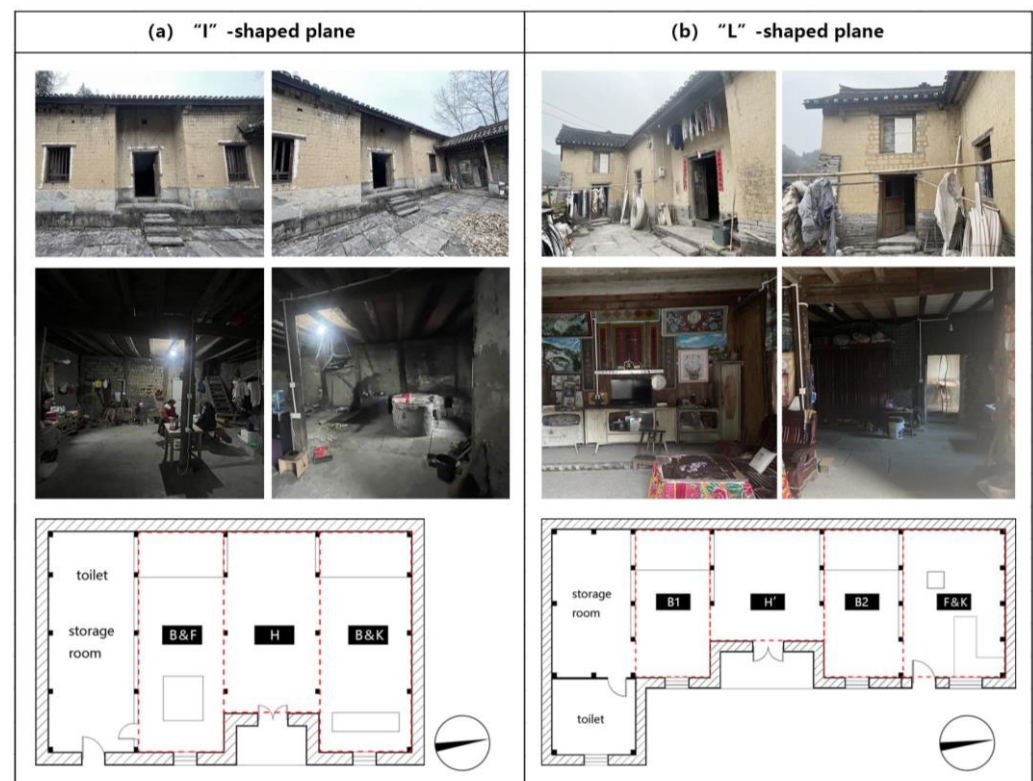 (a) “I” -shaped plane
(b) “L” -shaped plane
toilet
storage
room
B&F
H
B&K
storage
room
B1
H’
B2
F&K
toilet